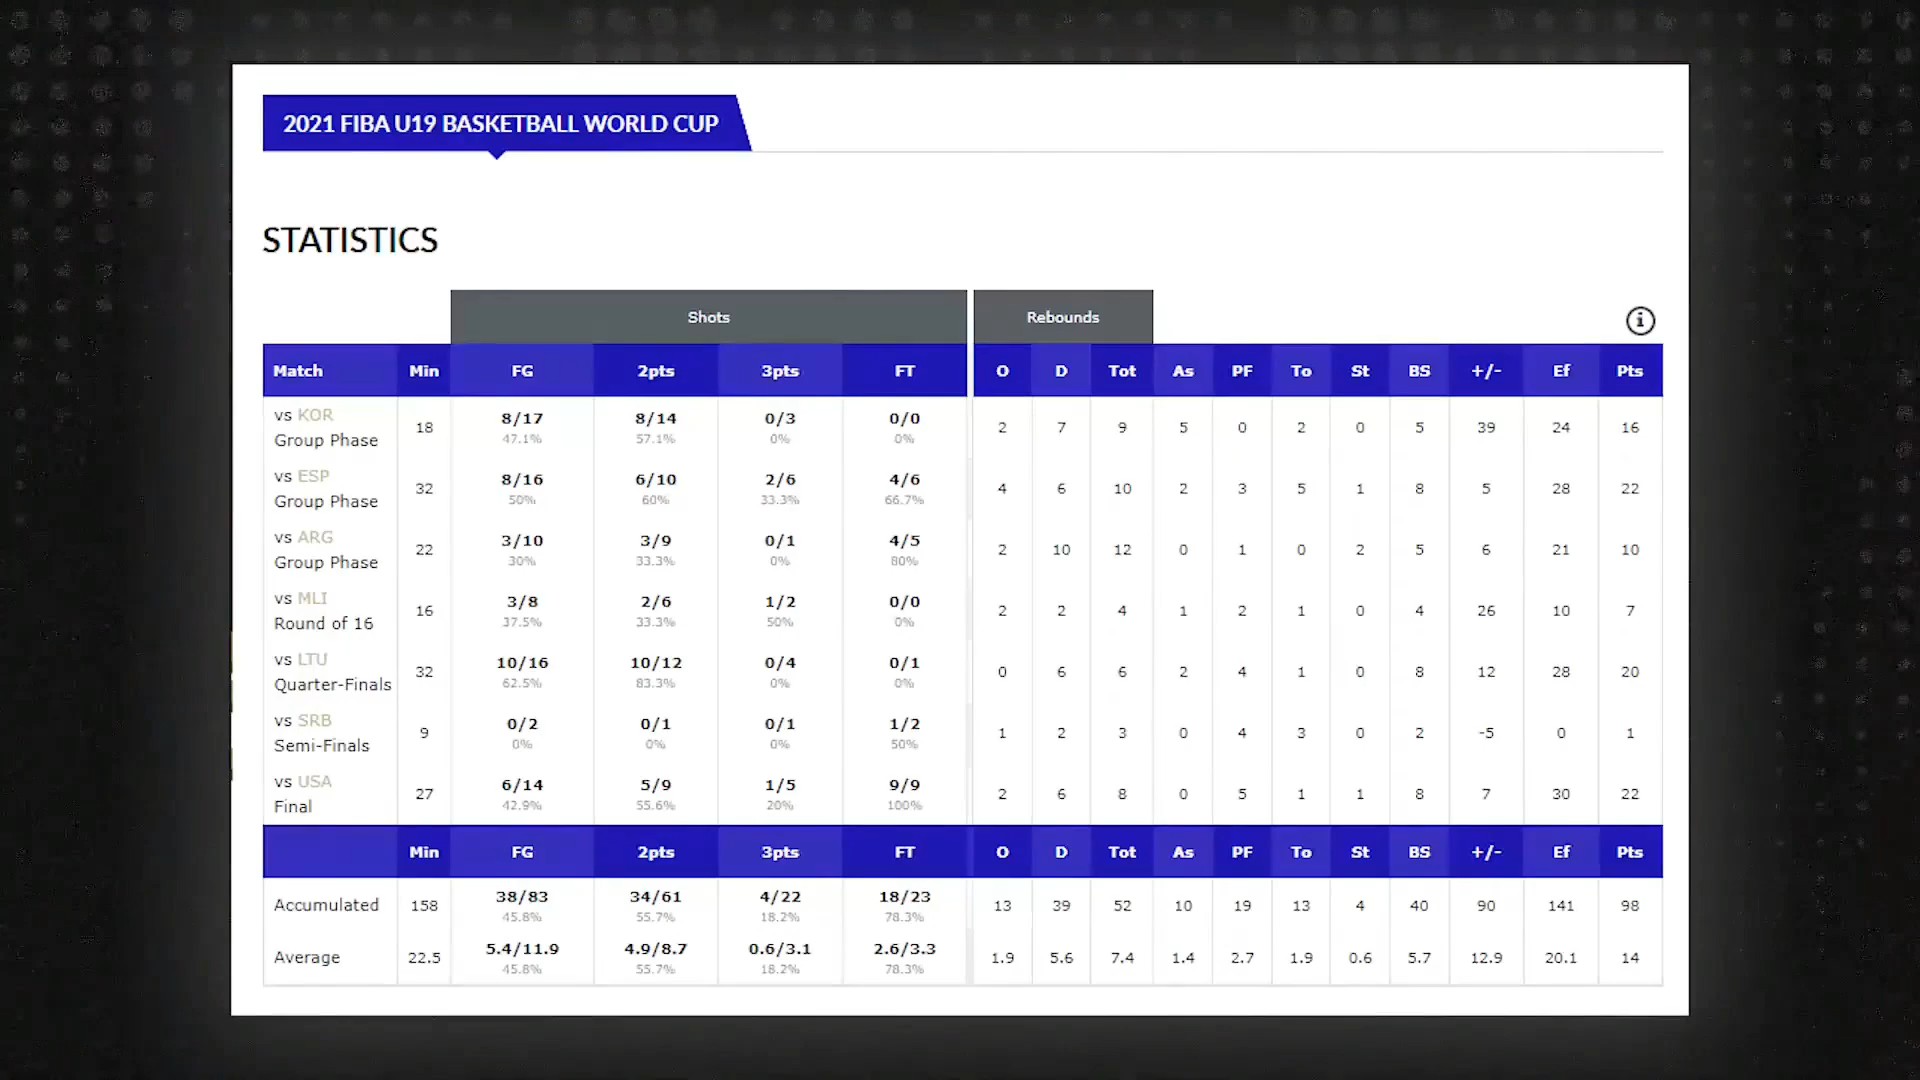 2021 FIBA U19 BASKETBALL WORLD CUP
STATISTICS
Shots Rebounds
Match Min FG 2pts 3pts FT O D Tot As PF To St BS +/- Ef Pts
vs KOR 8/17 8/14 0/3 0/0
Group Phase 18 47.1% 57.1% 0% 0% 2 7 9 5 0 2 0 5 39 24 16
vs ESP 8/16 6/10 2/6 4/6
Group Phase 32 50% 60% 33.3% 66.7% 4 6 10 2 3 5 1 8 5 28 22
vs ARG 3/10 3/9 0/1 4/5
Group Phase 22 30% 33.3% 0% 80% 2 10 12 0 1 0 2 5 6 21 10
vs MLI 3/8 2/6 1/2 0/0
Round of 16 16 37.5% 33.3% 50% 0% 2 2 4 1 2 1 0 4 26 10 7
vs LTU 10/16 10/12 0/4 0/1
Quarter-Finals 32 62.5% 83.3% 0% 0% 0 6 6 2 4 1 0 8 12 28 20
vs SRB 0/2 0/1 0/1 1/2
Semi-Finals 9 0% 0% 0% 50% 1 2 3 0 4 3 0 2 -5 0 1
vs USA 6/14 5/9 1/5 9/9
Final 27 42.9% 55.6% 20% 100% 2 6 8 0 5 1 1 8 7 30 22
Min FG 2pts 3pts FT O D Tot As PF To St BS +/- Ef Pts
38/83 34/61 4/22 18/23
Accumulated 158 45.8% 55.7% 18.2% 78.3% 13 39 52 10 19 13 4 40 90 141 98
5.4/11.9 4.9/8.7 0.6/3.1 2.6/3.3
Average 22.5 45.8% 55.7% 18.2% 78.3% 1.9 5.6 7.4 1.4 2.7 1.9 0.6 5.7 12.9 20.1 14